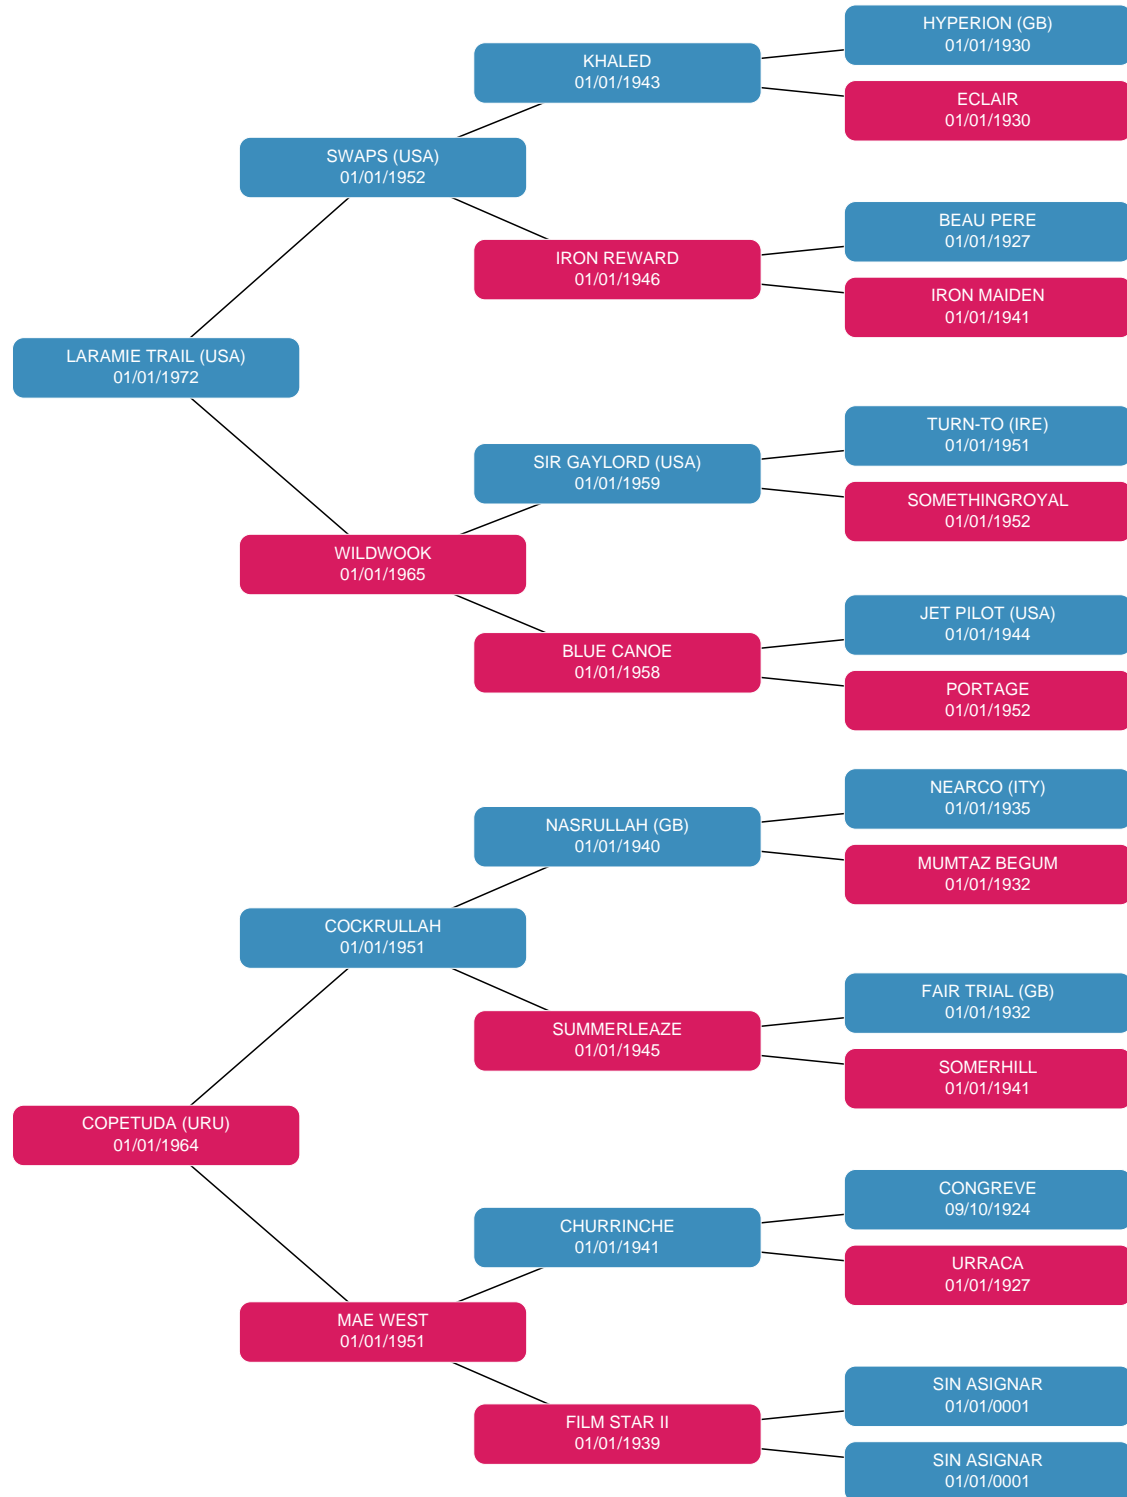 HYPERION (GB)
01/01/1930
KHALED
01/01/1943
ECLAIR
01/01/1930
SWAPS (USA)
01/01/1952
BEAU PERE
01/01/1927
IRON REWARD
01/01/1946
IRON MAIDEN
01/01/1941
LARAMIE TRAIL (USA)
01/01/1972
TURN-TO (IRE)
01/01/1951
SIR GAYLORD (USA)
01/01/1959
SOMETHINGROYAL
01/01/1952
WILDWOOK
01/01/1965
JET PILOT (USA)
01/01/1944
BLUE CANOE
01/01/1958
PORTAGE
01/01/1952
NEARCO (ITY)
01/01/1935
NASRULLAH (GB)
01/01/1940
MUMTAZ BEGUM
01/01/1932
COCKRULLAH
01/01/1951
FAIR TRIAL (GB)
01/01/1932
SUMMERLEAZE
01/01/1945
SOMERHILL
01/01/1941
COPETUDA (URU)
01/01/1964
CONGREVE
09/10/1924
CHURRINCHE
01/01/1941
URRACA
01/01/1927
MAE WEST
01/01/1951
SIN ASIGNAR
01/01/0001
FILM STAR II
01/01/1939
SIN ASIGNAR
01/01/0001